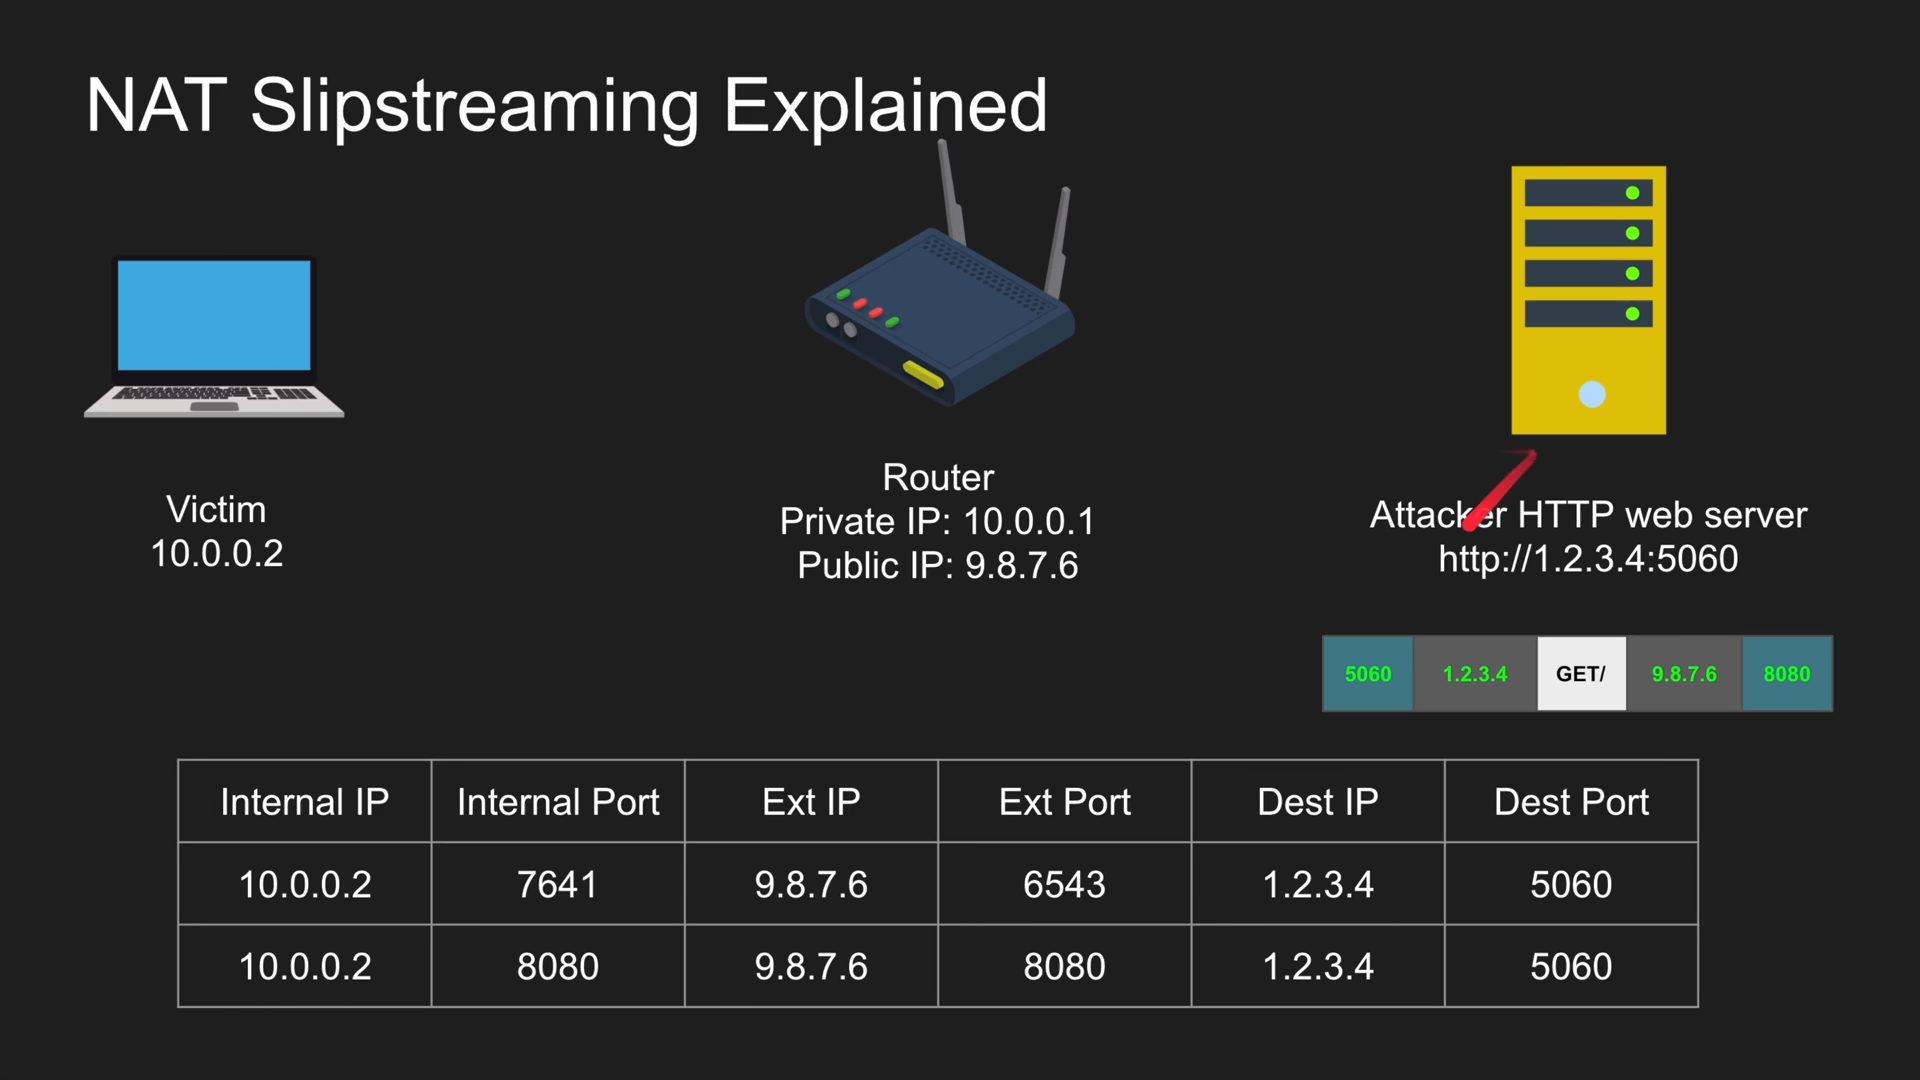 NAT Slipstreaming Explained
Victim
10.0.0.2
Router
Private IP: 10.0.0.1
Public IP: 9.8.7.6
Attacker HTTP web server
http://1.2.3.4:5060
5060 1.2.3.4 GET/ 9.8.7.6 8080
Internal IP Internal Port Ext IP Ext Port Dest IP Dest Port
10.0.0.2 7641 9.8.7.6 6543 1.2.3.4 5060
10.0.0.2 8080 9.8.7.6 8080 1.2.3.4 5060